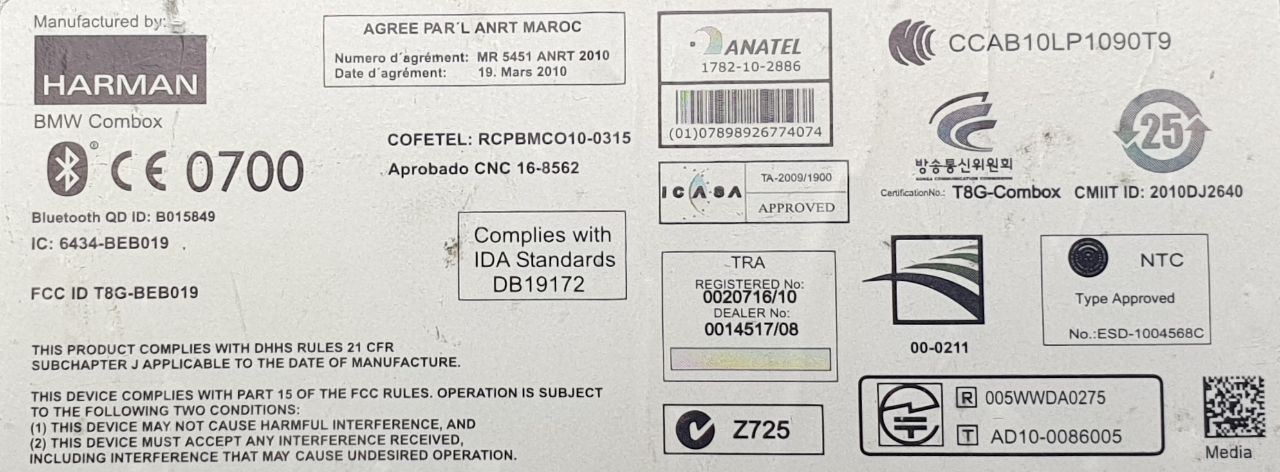 Manufactured by:
HARMAN
BMW Combox
CE 0700
Bluetooth QD ID: B015849
IC: 6434-BEB019
FCC ID T8G-BEB019
THIS PRODUCT COMPLIES WITH DHHS RULES 21 CFR
SUBCHAPTER J APPLICABLE TO THE DATE OF MANUFACTURE.
THIS DEVICE COMPLIES WITH PART 15 OF THE FCC RULES. OPERATION IS SUBJECT
TO THE FOLLOWING TWO CONDITIONS:
(1) THIS DEVICE MAY NOT CAUSE HARMFUL INTERFERENCE, AND
(2) THIS DEVICE MUST ACCEPT ANY INTERFERENCE RECEIVED,
INCLUDING INTERFERENCE THAT MAY CAUSE UNDESIRED OPERATION.
AGREE PAR´L ANRT MAROC
Numero d´agrément: MR 5451 ANRT 2010
Date d´agrément: 19. Mars 2010
COFETEL: RCPBMCO10-0315
Aprobado CNC 16-8562
Complies with
IDA Standards
DB19172
ANATEL
1782-10-2886
(01)07898926774074
ICASA
TA-2009/1900
APPROVED
TRA
REGISTERED No:
0020716/10
DEALER No:
0014517/08
Z725
CCAB10LP1090T9
25
방송통신위원회
KOREA COMMUNICATIONS COMMISSION
CertificationNo.: T8G-Combox CMIIT ID: 2010DJ2640
00-0211
NTC
Type Approved
No.:ESD-1004568C
R 005WWDA0275
T AD10-0086005
Media